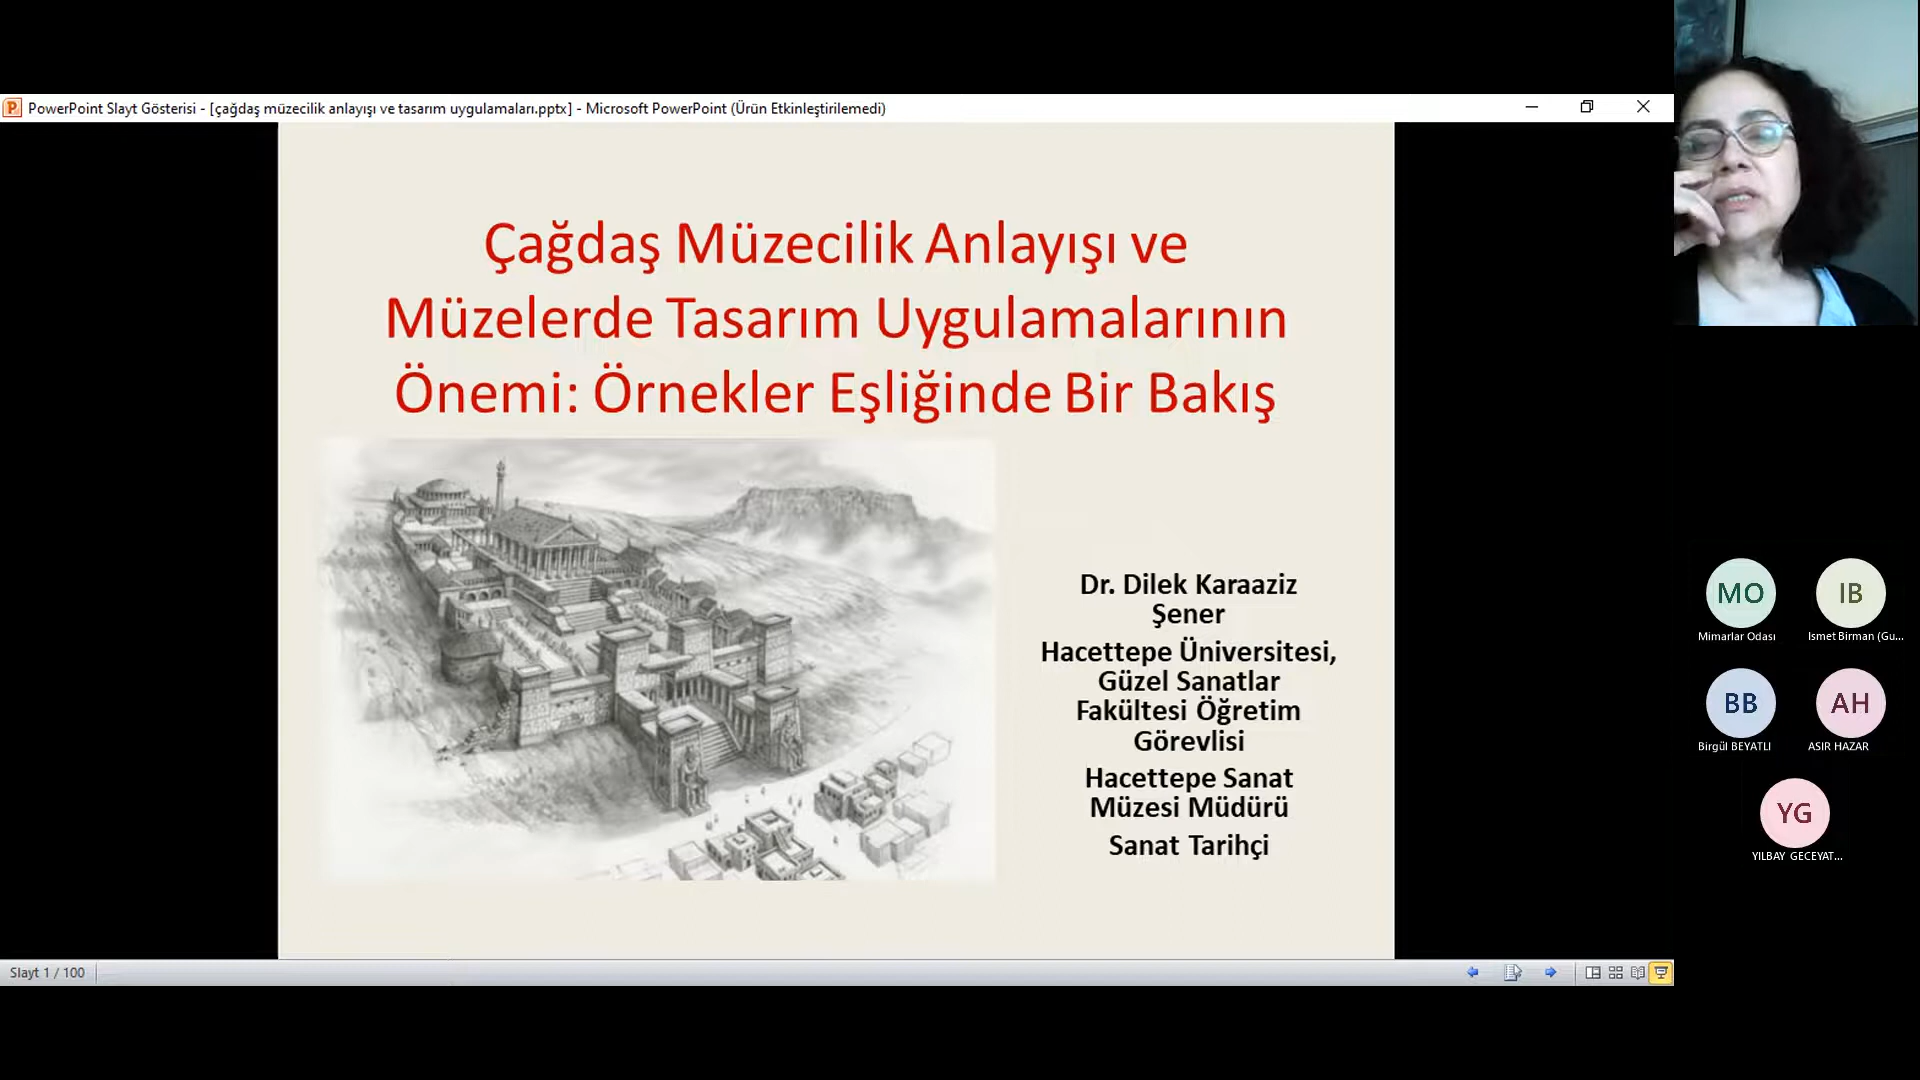 PowerPoint Slayt Gösterisi - [çağdaş müzecilik anlayışı ve tasarım uygulamaları.pptx] - Microsoft PowerPoint (Ürün Etkinleştirilemedi)
Çağdaş Müzecilik Anlayışı ve
Müzelerde Tasarım Uygulamalarının
Önemi: Örnekler Eşliğinde Bir Bakış
Dr. Dilek Karaaziz
Şener
Hacettepe Üniversitesi,
Güzel Sanatlar
Fakültesi Öğretim
Görevlisi
Hacettepe Sanat
Müzesi Müdürü
Sanat Tarihçi
Slayt 1 / 100
MO
Mimarlar Odası
IB
Ismet Birman (Gu...
BB
Birgül BEYATLI
AH
ASIR HAZAR
YG
YILBAY GECEYAT...